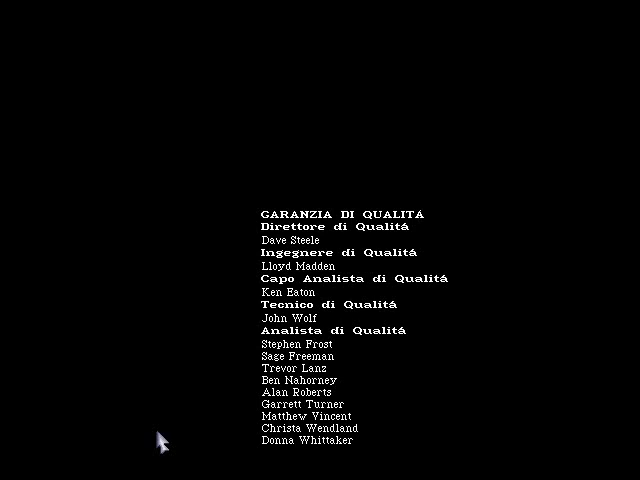 GARANZIA DI QUALITÁ
Direttore di Qualitá
Dave Steele
Ingegnere di Qualitá
Lloyd Madden
Capo Analista di Qualitá
Ken Eaton
Tecnico di Qualitá
John Wolf
Analista di Qualitá
Stephen Frost
Sage Freeman
Trevor Lanz
Ben Nahorney
Alan Roberts
Garrett Turner
Matthew Vincent
Christa Wendland
Donna Whittaker